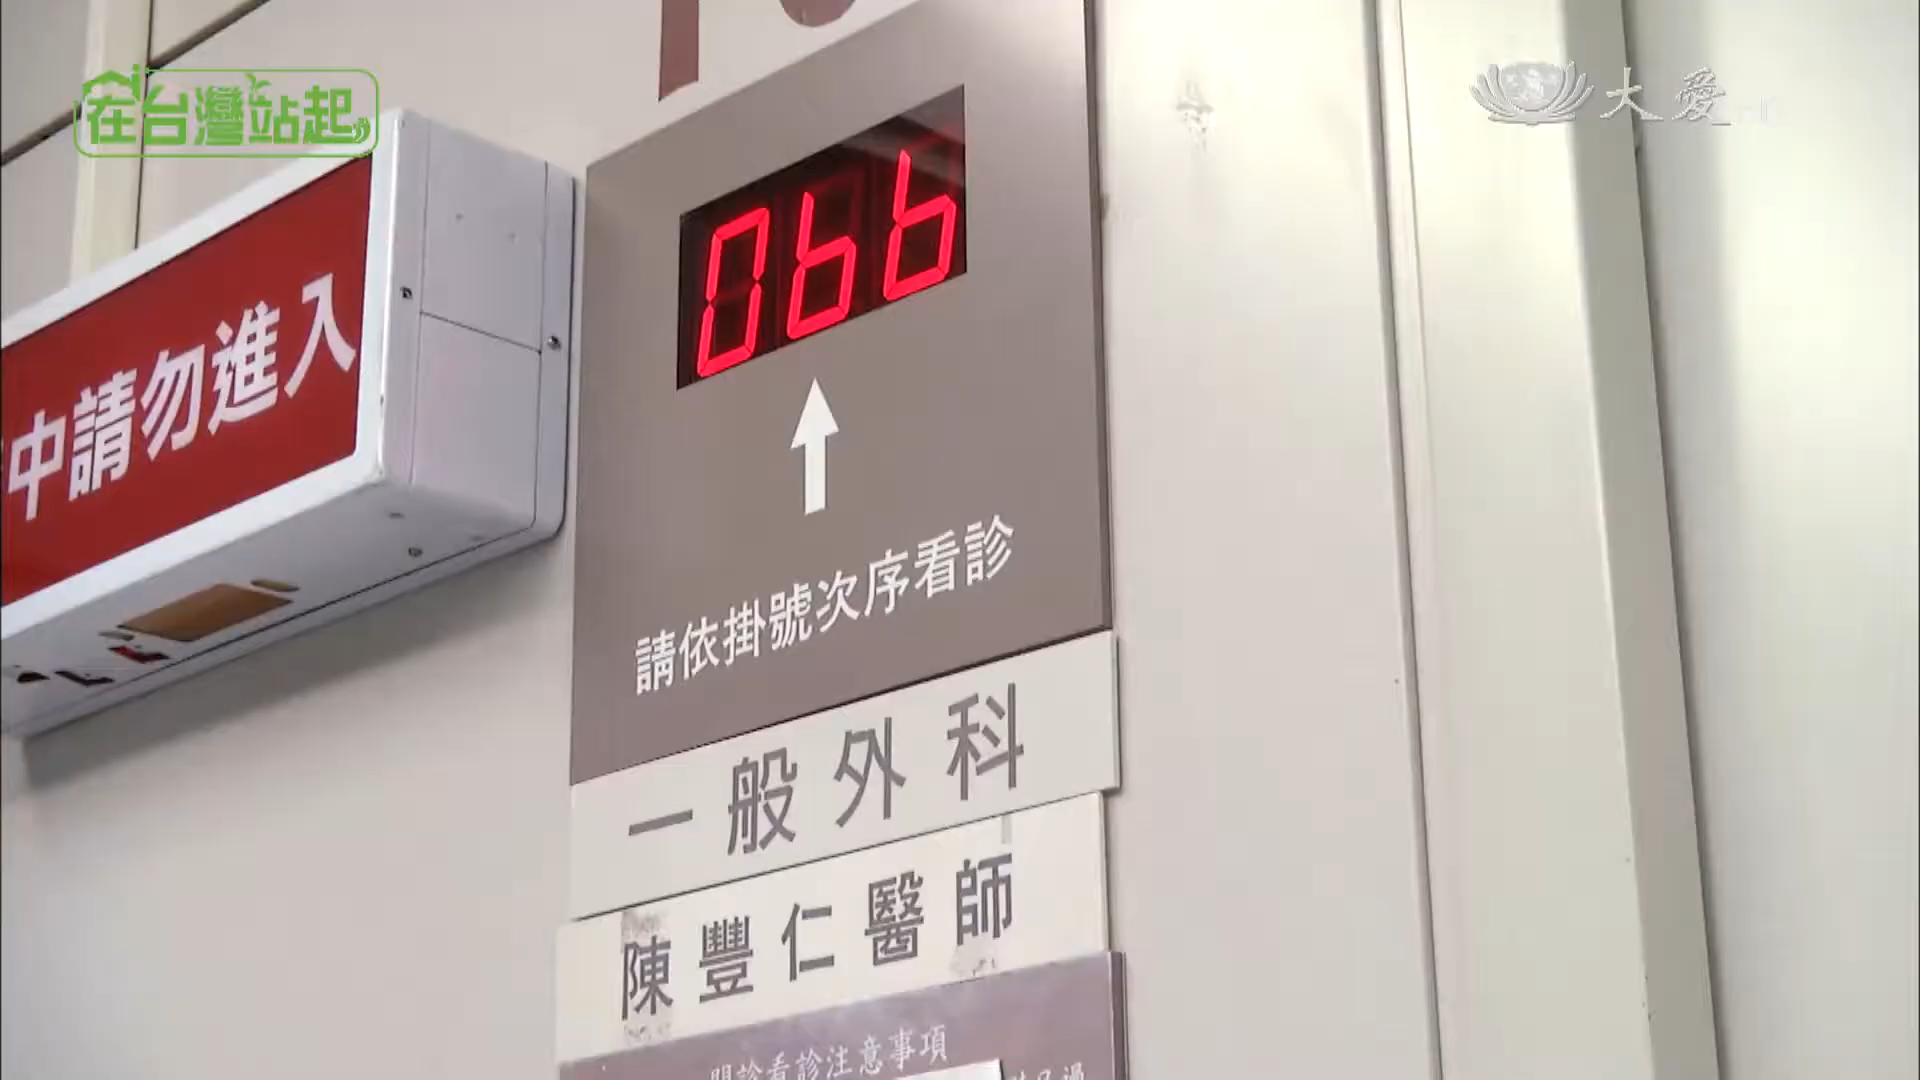 在台灣站起
大愛
中請勿進入
066
請依掛號次序看診
一般外科
陳豐仁醫師
門診看診注意事項